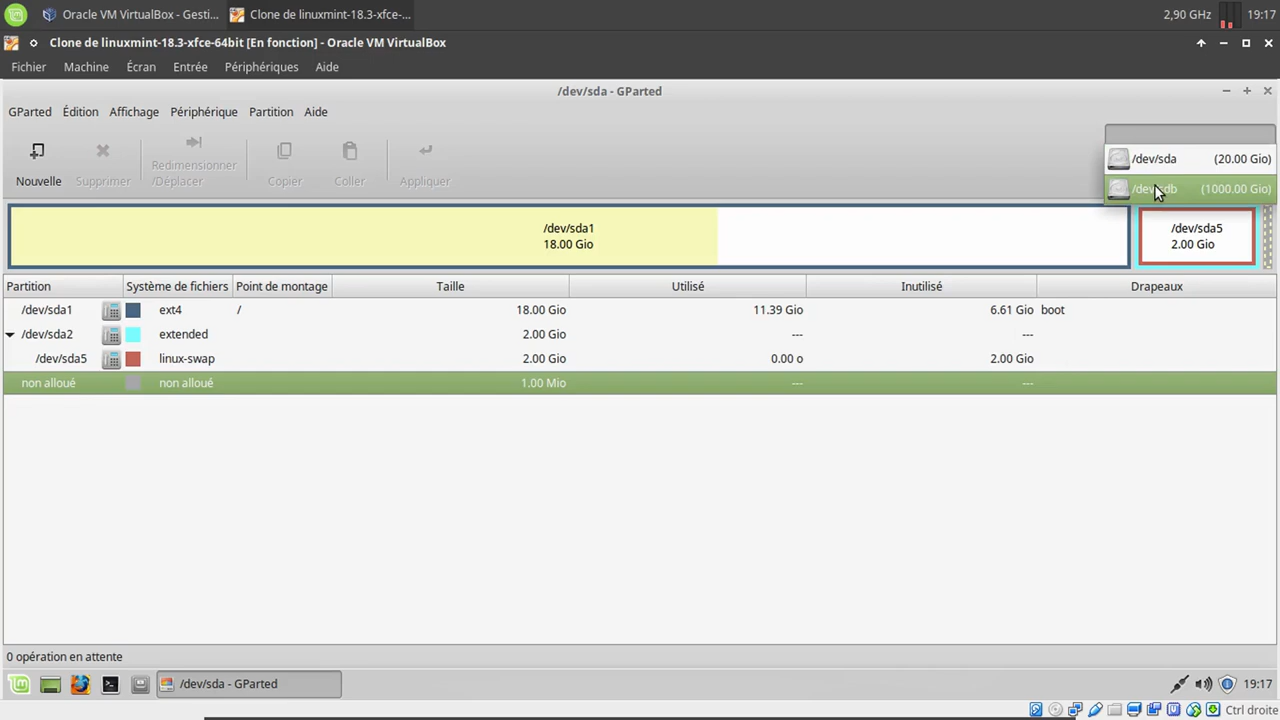 Oracle VM VirtualBox - Gesti...
Clone de linuxmint-18.3-xfce-...
2,90 GHz
19:17
Clone de linuxmint-18.3-xfce-64bit [En fonction] - Oracle VM VirtualBox
Fichier Machine Écran Entrée Périphériques Aide
/dev/sda - GParted
GParted Édition Affichage Périphérique Partition Aide
Nouvelle
Supprimer
Redimensionner
/Déplacer
Copier
Coller
Appliquer
/dev/sda (20.00 Gio)
/dev/sdb (1000.00 Gio)
/dev/sda1
18.00 Gio
/dev/sda5
2.00 Gio
Partition Système de fichiers Point de montage Taille Utilisé Inutilisé Drapeaux
/dev/sda1 ext4 / 18.00 Gio 11.39 Gio 6.61 Gio boot
/dev/sda2 extended 2.00 Gio --- ---
/dev/sda5 linux-swap 2.00 Gio 0.00 o 2.00 Gio
non alloué non alloué 1.00 Mio --- ---
0 opération en attente
/dev/sda - GParted
19:17
Ctrl droite